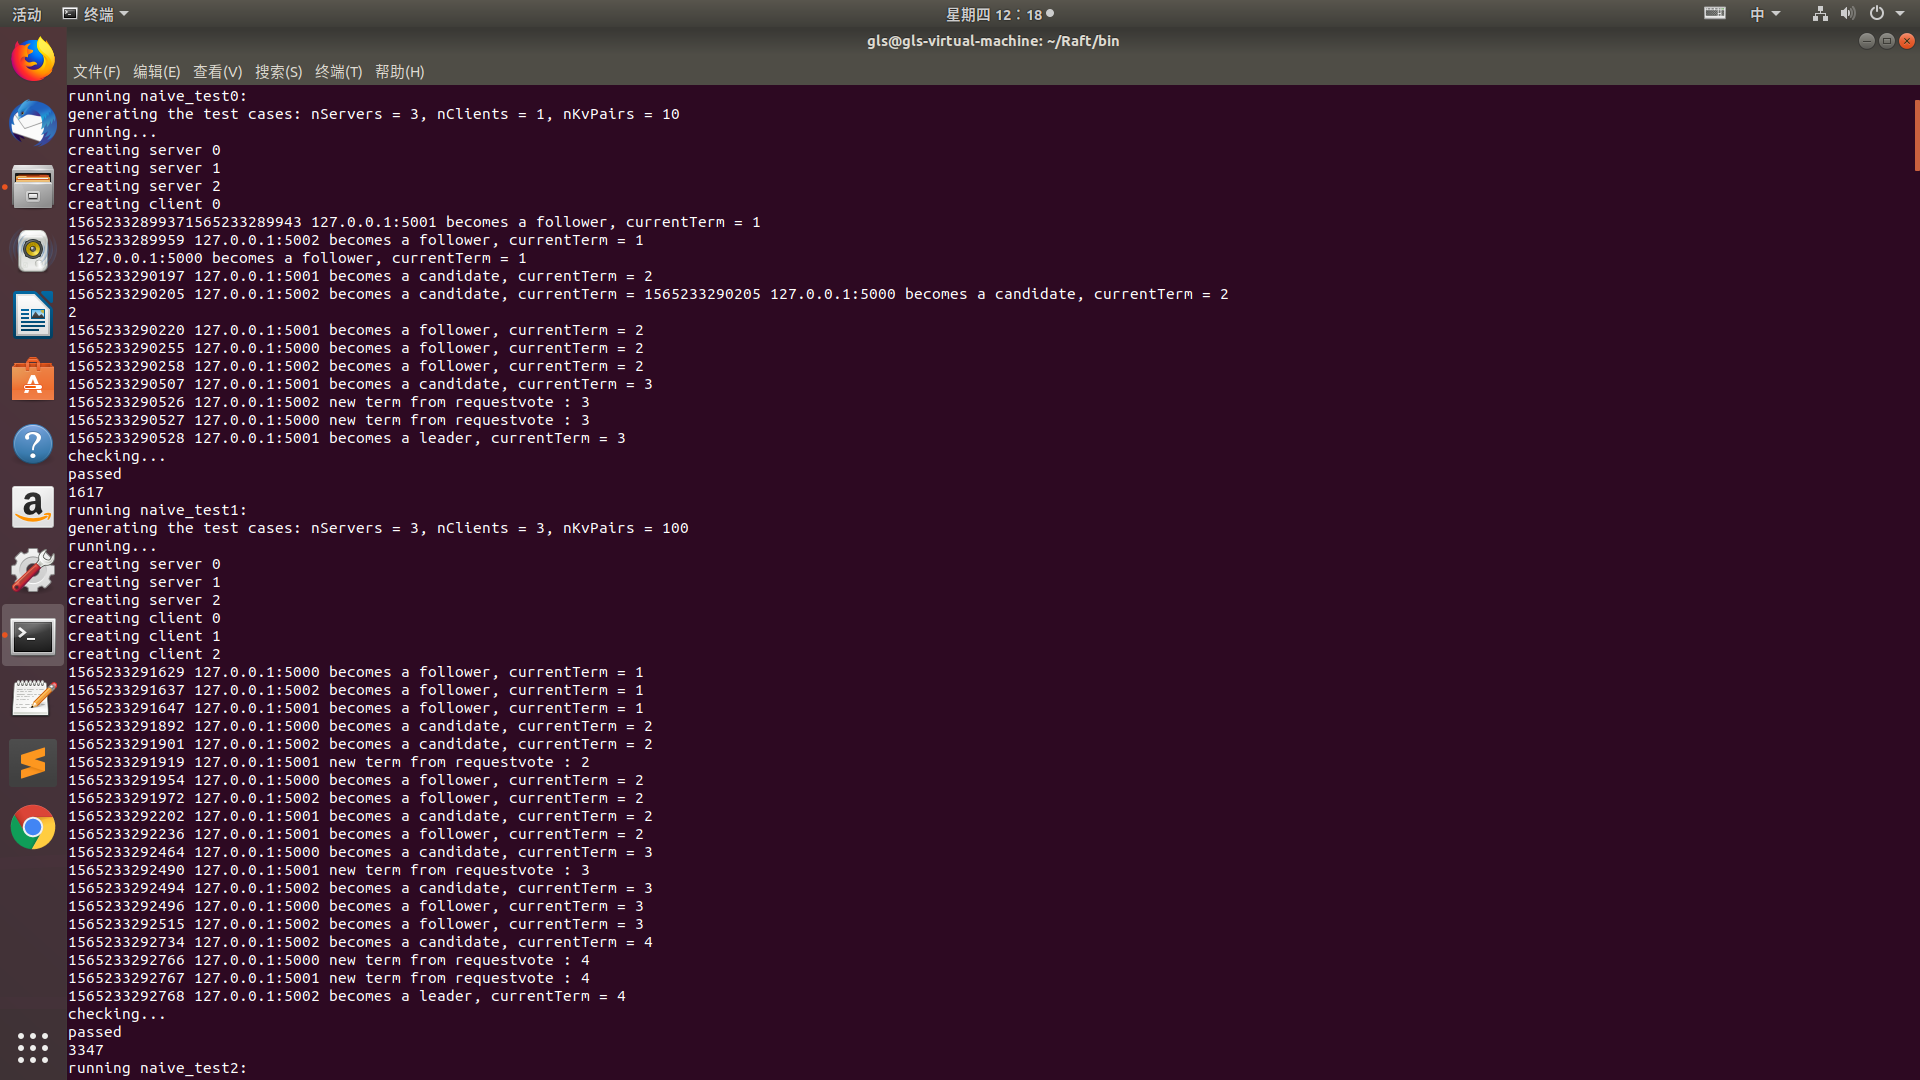 活动 终端 星期四 12：18 中
gls@gls-virtual-machine: ~/Raft/bin
文件(F) 编辑(E) 查看(V) 搜索(S) 终端(T) 帮助(H)
running naive_test0:
generating the test cases: nServers = 3, nClients = 1, nKvPairs = 10
running...
creating server 0
creating server 1
creating server 2
creating client 0
15652332899371565233289943 127.0.0.1:5001 becomes a follower, currentTerm = 1
1565233289959 127.0.0.1:5002 becomes a follower, currentTerm = 1
 127.0.0.1:5000 becomes a follower, currentTerm = 1
1565233290197 127.0.0.1:5001 becomes a candidate, currentTerm = 2
1565233290205 127.0.0.1:5002 becomes a candidate, currentTerm = 1565233290205 127.0.0.1:5000 becomes a candidate, currentTerm = 2
2
1565233290220 127.0.0.1:5001 becomes a follower, currentTerm = 2
1565233290255 127.0.0.1:5000 becomes a follower, currentTerm = 2
1565233290258 127.0.0.1:5002 becomes a follower, currentTerm = 2
1565233290507 127.0.0.1:5001 becomes a candidate, currentTerm = 3
1565233290526 127.0.0.1:5002 new term from requestvote : 3
1565233290527 127.0.0.1:5000 new term from requestvote : 3
1565233290528 127.0.0.1:5001 becomes a leader, currentTerm = 3
checking...
passed
1617
running naive_test1:
generating the test cases: nServers = 3, nClients = 3, nKvPairs = 100
running...
creating server 0
creating server 1
creating server 2
creating client 0
creating client 1
creating client 2
1565233291629 127.0.0.1:5000 becomes a follower, currentTerm = 1
1565233291637 127.0.0.1:5002 becomes a follower, currentTerm = 1
1565233291647 127.0.0.1:5001 becomes a follower, currentTerm = 1
1565233291892 127.0.0.1:5000 becomes a candidate, currentTerm = 2
1565233291901 127.0.0.1:5002 becomes a candidate, currentTerm = 2
1565233291919 127.0.0.1:5001 new term from requestvote : 2
1565233291954 127.0.0.1:5000 becomes a follower, currentTerm = 2
1565233291972 127.0.0.1:5002 becomes a follower, currentTerm = 2
1565233292202 127.0.0.1:5001 becomes a candidate, currentTerm = 2
1565233292236 127.0.0.1:5001 becomes a follower, currentTerm = 2
1565233292464 127.0.0.1:5000 becomes a candidate, currentTerm = 3
1565233292490 127.0.0.1:5001 new term from requestvote : 3
1565233292494 127.0.0.1:5002 becomes a candidate, currentTerm = 3
1565233292496 127.0.0.1:5000 becomes a follower, currentTerm = 3
1565233292515 127.0.0.1:5002 becomes a follower, currentTerm = 3
1565233292734 127.0.0.1:5002 becomes a candidate, currentTerm = 4
1565233292766 127.0.0.1:5000 new term from requestvote : 4
1565233292767 127.0.0.1:5001 new term from requestvote : 4
1565233292768 127.0.0.1:5002 becomes a leader, currentTerm = 4
checking...
passed
3347
running naive_test2: